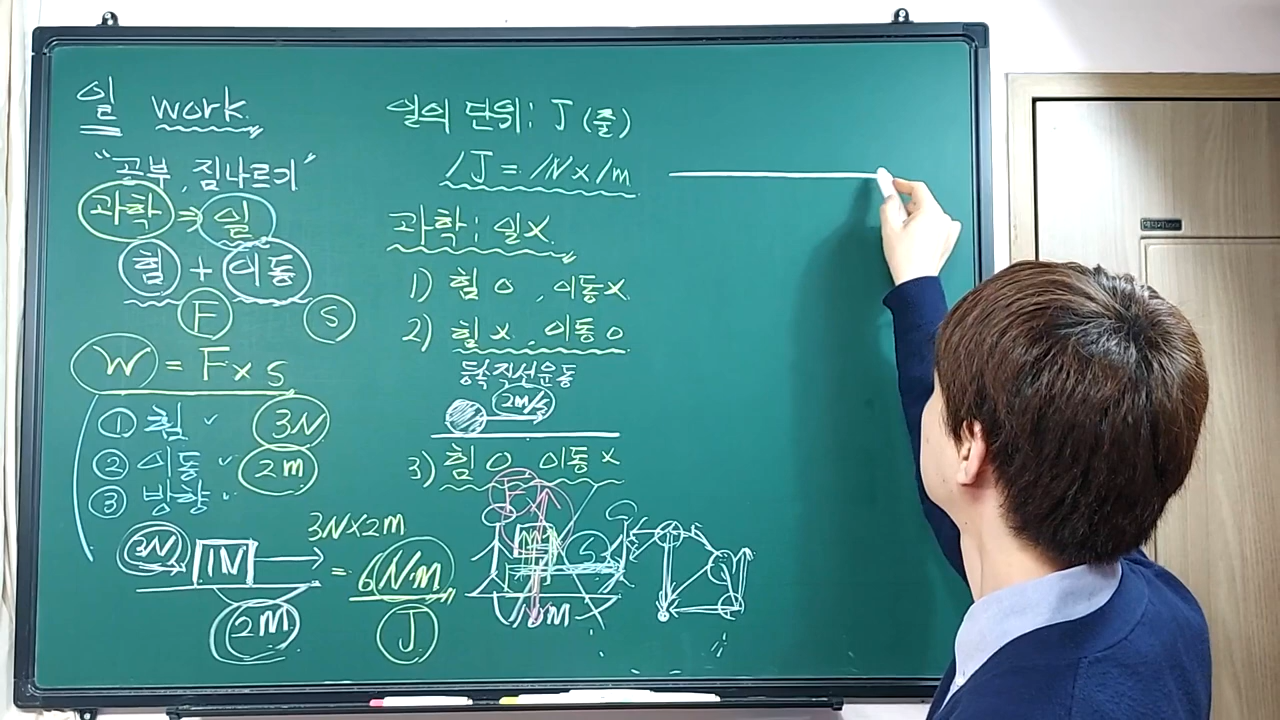 일 work
"공부, 짐나르기"
과학 ⇒ 일
힘 + 이동
F S
W = F x s
① 힘 ✓ 3N
② 이동 ✓ 2m
③ 방향 ✓
3N 1N 3N×2m
2m = 6 N·m
J
일의 단위: J (줄)
1J = 1N x 1m
과학: 일X
1) 힘 O, 이동X
2) 힘 X, 이동 O
등속직선운동
2m/s
3) 힘 O, 이동 X
F
S
10m